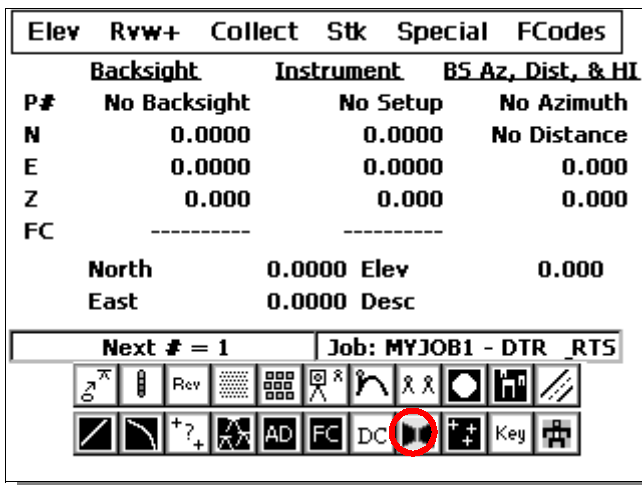 Elev Rvw+ Collect Stk Special FCodes
Backsight Instrument BS Az, Dist, & HI
P# No Backsight No Setup No Azimuth
N 0.0000 0.0000 No Distance
E 0.0000 0.0000 0.000
Z 0.000 0.000 0.000
FC ---------- ----------
North 0.0000 Elev 0.000
East 0.0000 Desc
Next # = 1 Job: MYJOB1 - DTR _RTS
Rev
+?+ AD FC DC Key